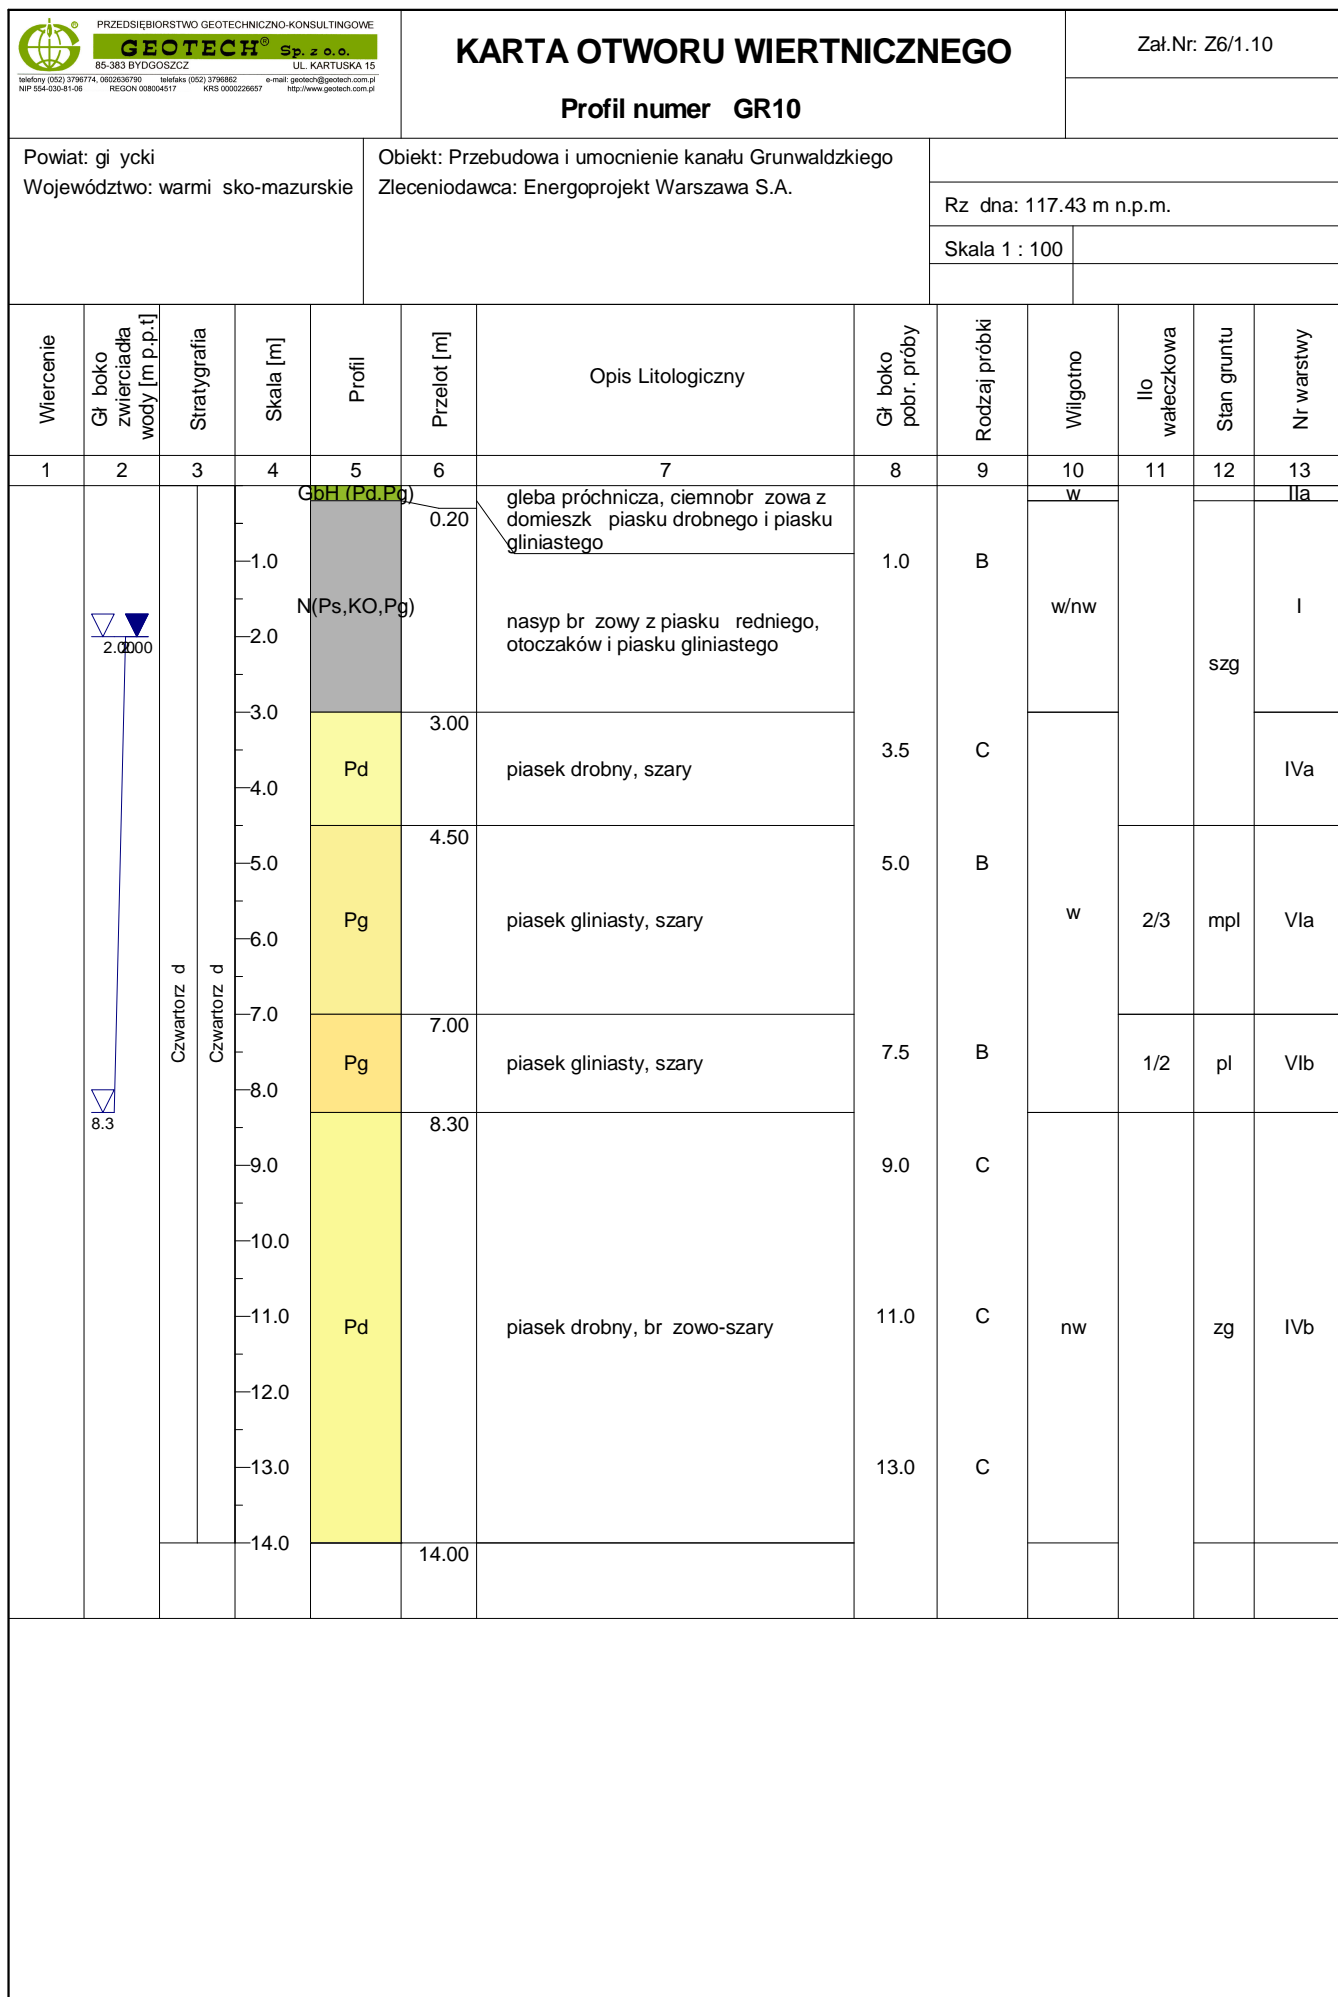 PRZEDSIĘBIORSTWO GEOTECHNICZNO-KONSULTINGOWE
GEOTECH® Sp. z o.o.
85-383 BYDGOSZCZ UL. KARTUSKA 15
telefony (052) 3796774, 0602636790 telefaks (052) 3796862 e-mail: geotech@geotech.com.pl
NIP 554-030-81-06 REGON 008004517 KRS 0000226657 http://www.geotech.com.pl
KARTA OTWORU WIERTNICZNEGO
Profil numer GR10
Zał.Nr: Z6/1.10
Powiat: gi ycki
Województwo: warmi sko-mazurskie
Obiekt: Przebudowa i umocnienie kanału Grunwaldzkiego
Zleceniodawca: Energoprojekt Warszawa S.A.
Rz dna: 117.43 m n.p.m.
Skala 1 : 100
Wiercenie
Gł boko
zwierciadła
wody [m p.p.t]
Stratygrafia
Skala [m]
Profil
Przelot [m]
Opis Litologiczny
Gł boko
pobr. próby
Rodzaj próbki
Wilgotno
Ilo
wałeczkowa
Stan gruntu
Nr warstwy
1 2 3 4 5 6 7 8 9 10 11 12 13
GbH (Pd,Pg)
gleba próchnicza, ciemnobr zowa z
domieszk piasku drobnego i piasku
gliniastego
w
IIa
0.20
1.0
1.0 B
N(Ps,KO,Pg)
nasyp br zowy z piasku redniego,
otoczaków i piasku gliniastego
w/nw
I
2.0
2.00 2.00
szg
3.0
3.00
3.5 C
Pd
piasek drobny, szary
IVa
4.0
4.50
5.0
5.0 B
Pg
piasek gliniasty, szary
w
2/3 mpl VIa
6.0
Czwartorz d
Czwartorz d
7.0
7.00
7.5 B
Pg
piasek gliniasty, szary
1/2 pl VIb
8.0
8.3
8.30
9.0
9.0 C
10.0
11.0
11.0 C
Pd
piasek drobny, br zowo-szary
nw
zg
IVb
12.0
13.0
13.0 C
14.0
14.00